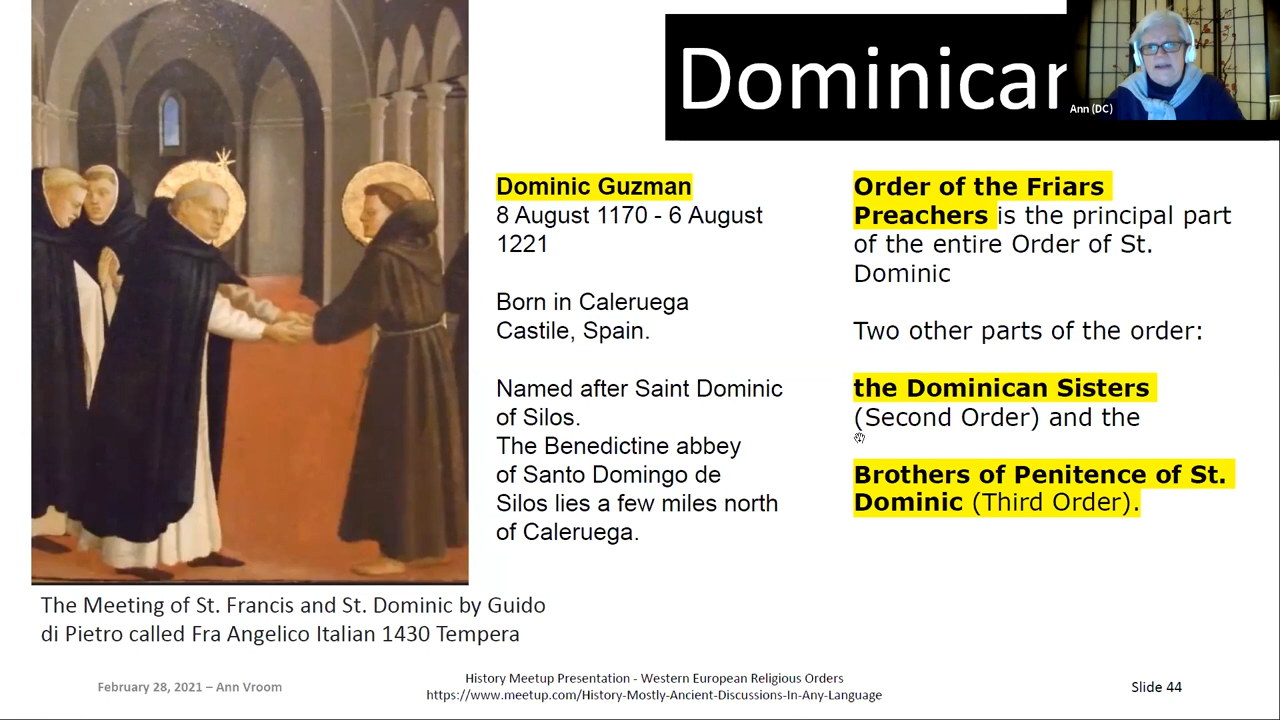 Dominican
Ann (DC)
Dominic Guzman
8 August 1170 - 6 August
1221
Born in Caleruega
Castile, Spain.
Named after Saint Dominic
of Silos.
The Benedictine abbey
of Santo Domingo de
Silos lies a few miles north
of Caleruega.
Order of the Friars
Preachers is the principal part
of the entire Order of St.
Dominic
Two other parts of the order:
the Dominican Sisters
(Second Order) and the
Brothers of Penitence of St.
Dominic (Third Order).
The Meeting of St. Francis and St. Dominic by Guido
di Pietro called Fra Angelico Italian 1430 Tempera
February 28, 2021 – Ann Vroom
History Meetup Presentation - Western European Religious Orders
https://www.meetup.com/History-Mostly-Ancient-Discussions-In-Any-Language
Slide 44